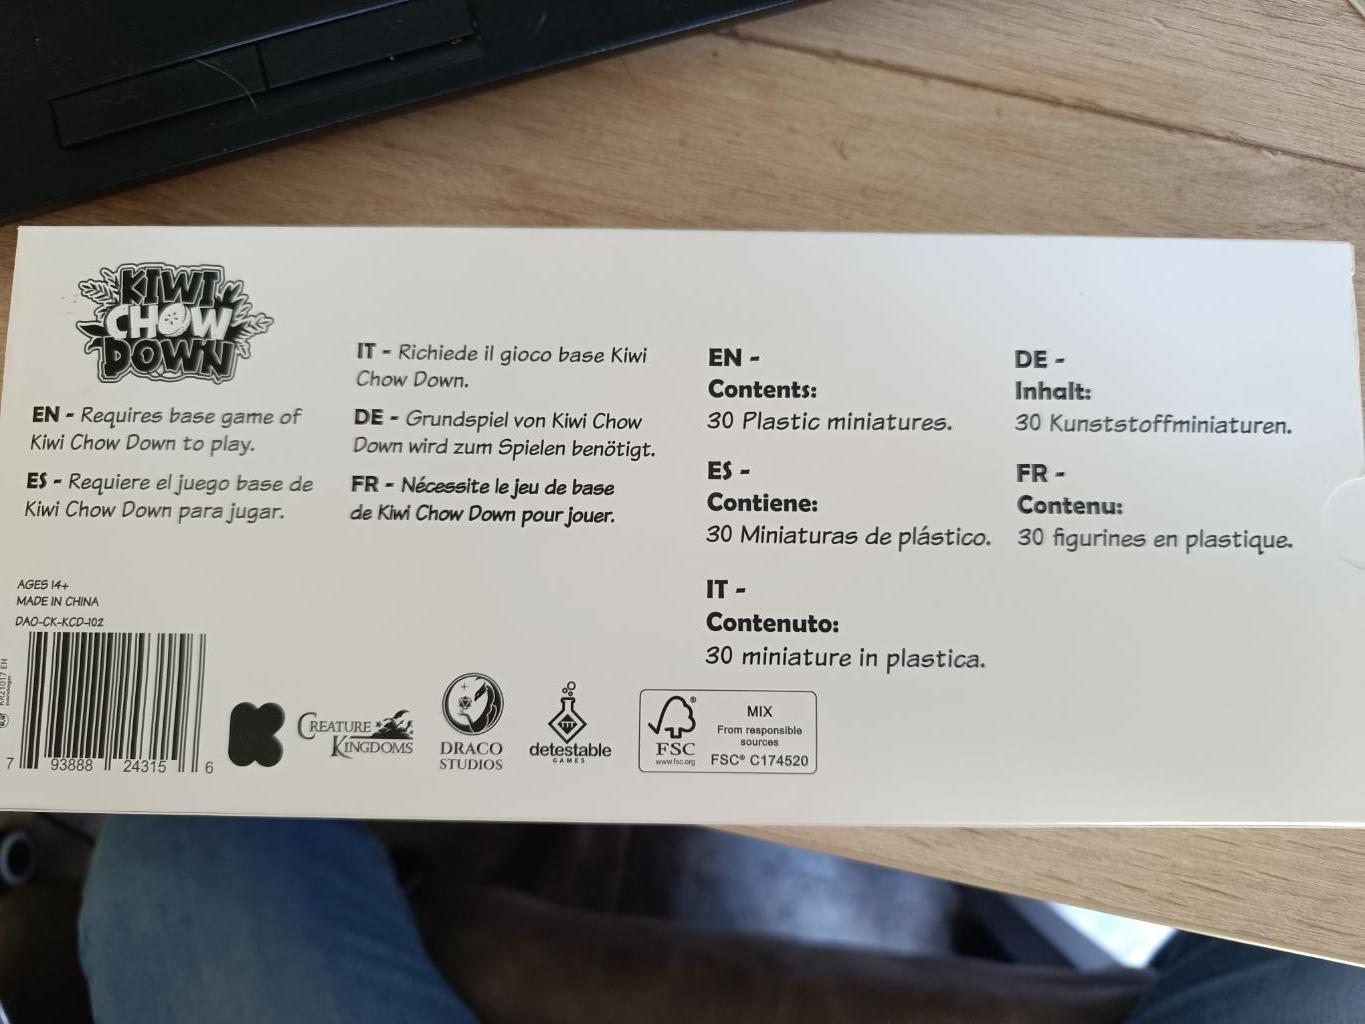 KIWI
CHOW
DOWN
EN - Requires base game of
Kiwi Chow Down to play.
ES - Requiere el juego base de
Kiwi Chow Down para jugar.
IT - Richiede il gioco base Kiwi
Chow Down.
DE - Grundspiel von Kiwi Chow
Down wird zum Spielen benötigt.
FR - Nécessite le jeu de base
de Kiwi Chow Down pour jouer.
EN -
Contents:
30 Plastic miniatures.
ES -
Contiene:
30 Miniaturas de plástico.
IT -
Contenuto:
30 miniature in plastica.
DE -
Inhalt:
30 Kunststoffminiaturen.
FR -
Contenu:
30 figurines en plastique.
AGES 14+
MADE IN CHINA
DAO-CK-KCD-102
7 93888 24315 6
K
CREATURE
KINGDOMS
DRACO
STUDIOS
detestable
GAMES
FSC®
www.fsc.org
MIX
From responsible
sources
FSC® C174520